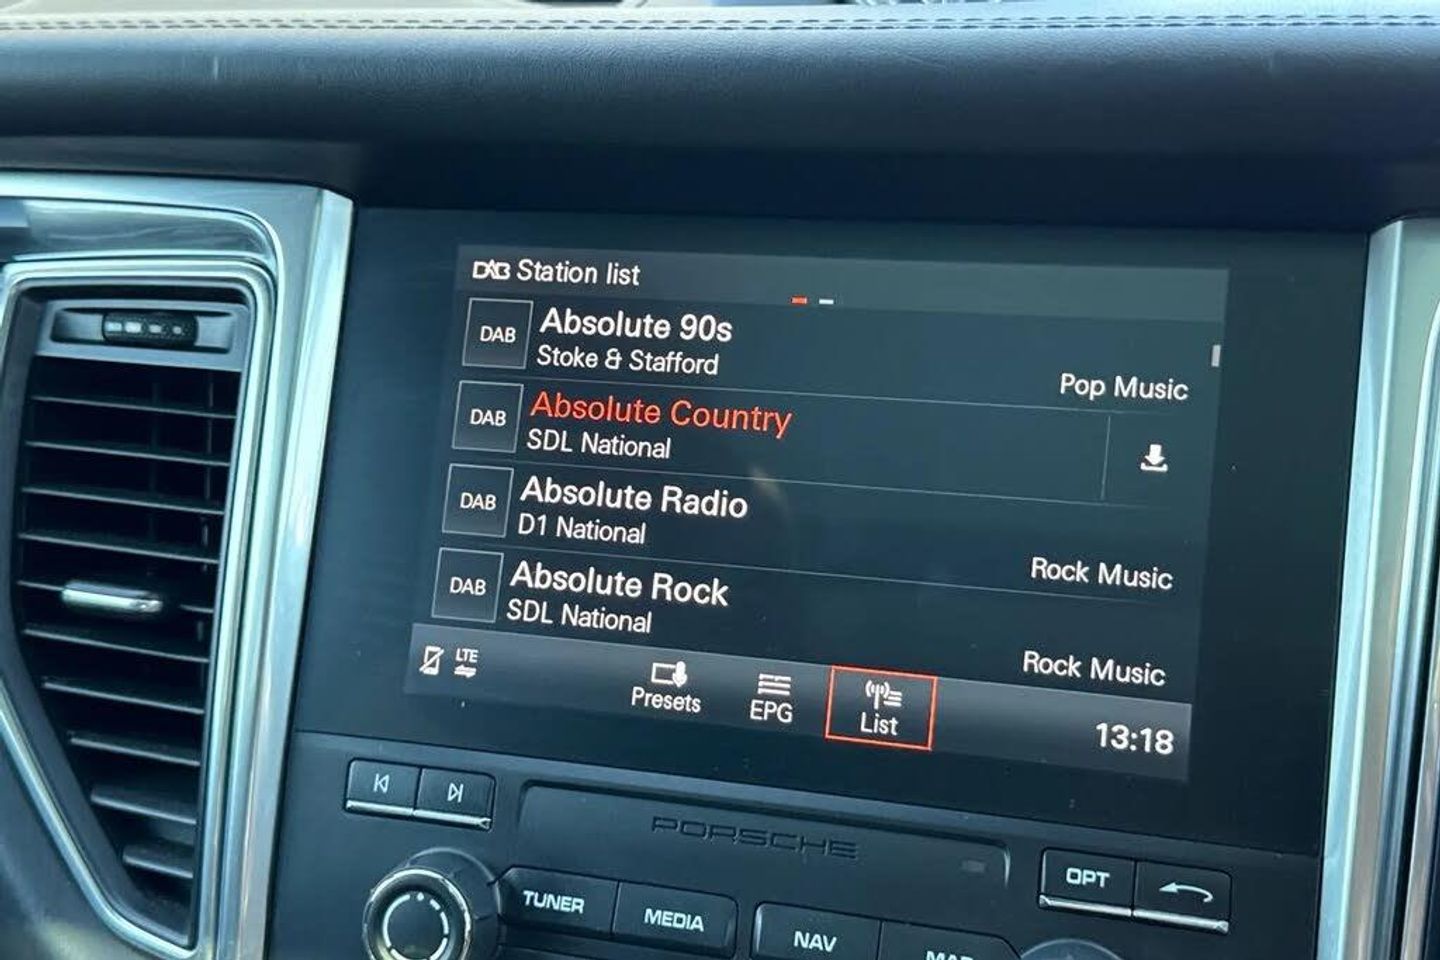 DAB Station list
DAB
Absolute 90s
Stoke & Stafford
Pop Music
DAB
Absolute Country
SDL National
DAB
Absolute Radio
D1 National
Rock Music
DAB
Absolute Rock
SDL National
Rock Music
LTE
Presets
EPG
List
13:18
PORSCHE
TUNER
MEDIA
NAV
MAP
OPT